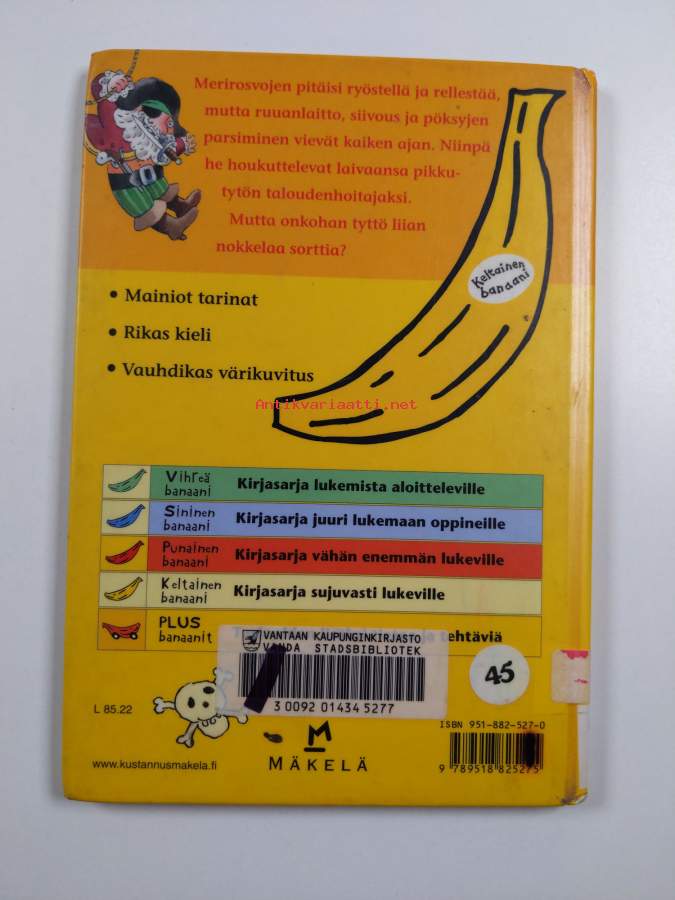 Merirosvojen pitäisi ryöstellä ja rellestää,
mutta ruuanlaitto, siivous ja pöksyjen
parsiminen vievät kaiken ajan. Niinpä
he houkuttelevat laivaansa pikku-
tytön taloudenhoitajaksi.
Mutta onkohan tyttö liian
nokkelaa sorttia?
Keltainen
banaani
• Mainiot tarinat
• Rikas kieli
• Vauhdikas värikuvitus
Antikvariaatti.net
Vihreä
banaani Kirjasarja lukemista aloitteleville
Sininen
banaani Kirjasarja juuri lukemaan oppineille
Punainen
banaani Kirjasarja vähän enemmän lukeville
Keltainen
banaani Kirjasarja sujuvasti lukeville
PLUS
banaanit tehtäviä
VANTAAN KAUPUNGINKIRJASTO
VANDA STADSBIBLIOTEK
3 0092 01434 5277
45
L 85.22
M
MÄKELÄ
www.kustannusmakela.fi
ISBN 951-882-527-0
9 789518 825275